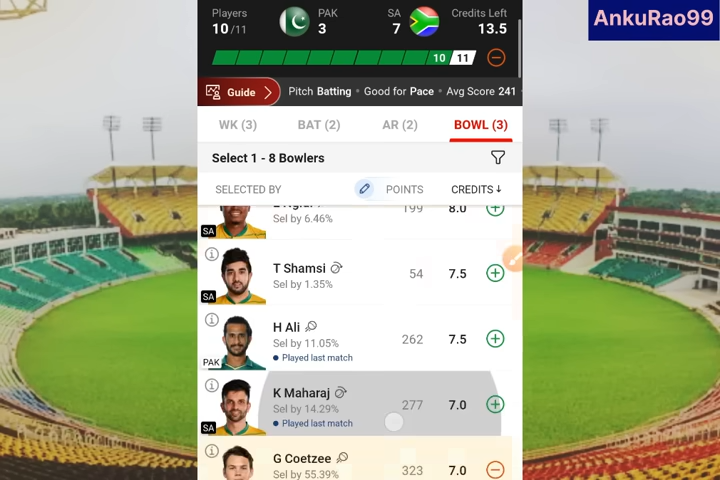 AnkuRao99
Players
10/11
PAK
3
SA
7
Credits Left
13.5
10 11
Guide
Pitch Batting • Good for Pace • Avg Score 241
WK (3)
BAT (2)
AR (2)
BOWL (3)
Select 1 - 8 Bowlers
SELECTED BY
POINTS
CREDITS↓
199
8.0
Sel by 6.46%
SA
T Shamsi
Sel by 1.35%
54
7.5
SA
H Ali
Sel by 11.05%
Played last match
262
7.5
PAK
K Maharaj
Sel by 14.29%
Played last match
277
7.0
SA
G Coetzee
Sel by 55.39%
323
7.0